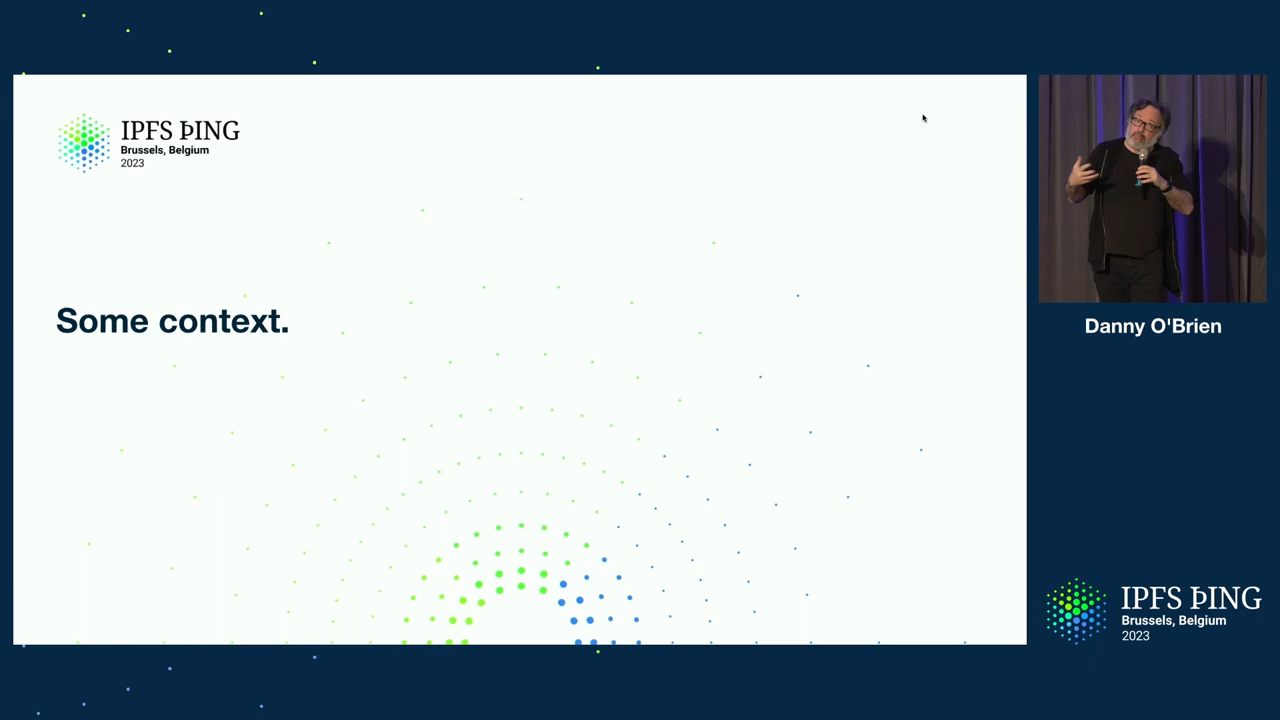 IPFS ÞING
Brussels, Belgium
2023
Some context.
Danny O'Brien
IPFS ÞING
Brussels, Belgium
2023